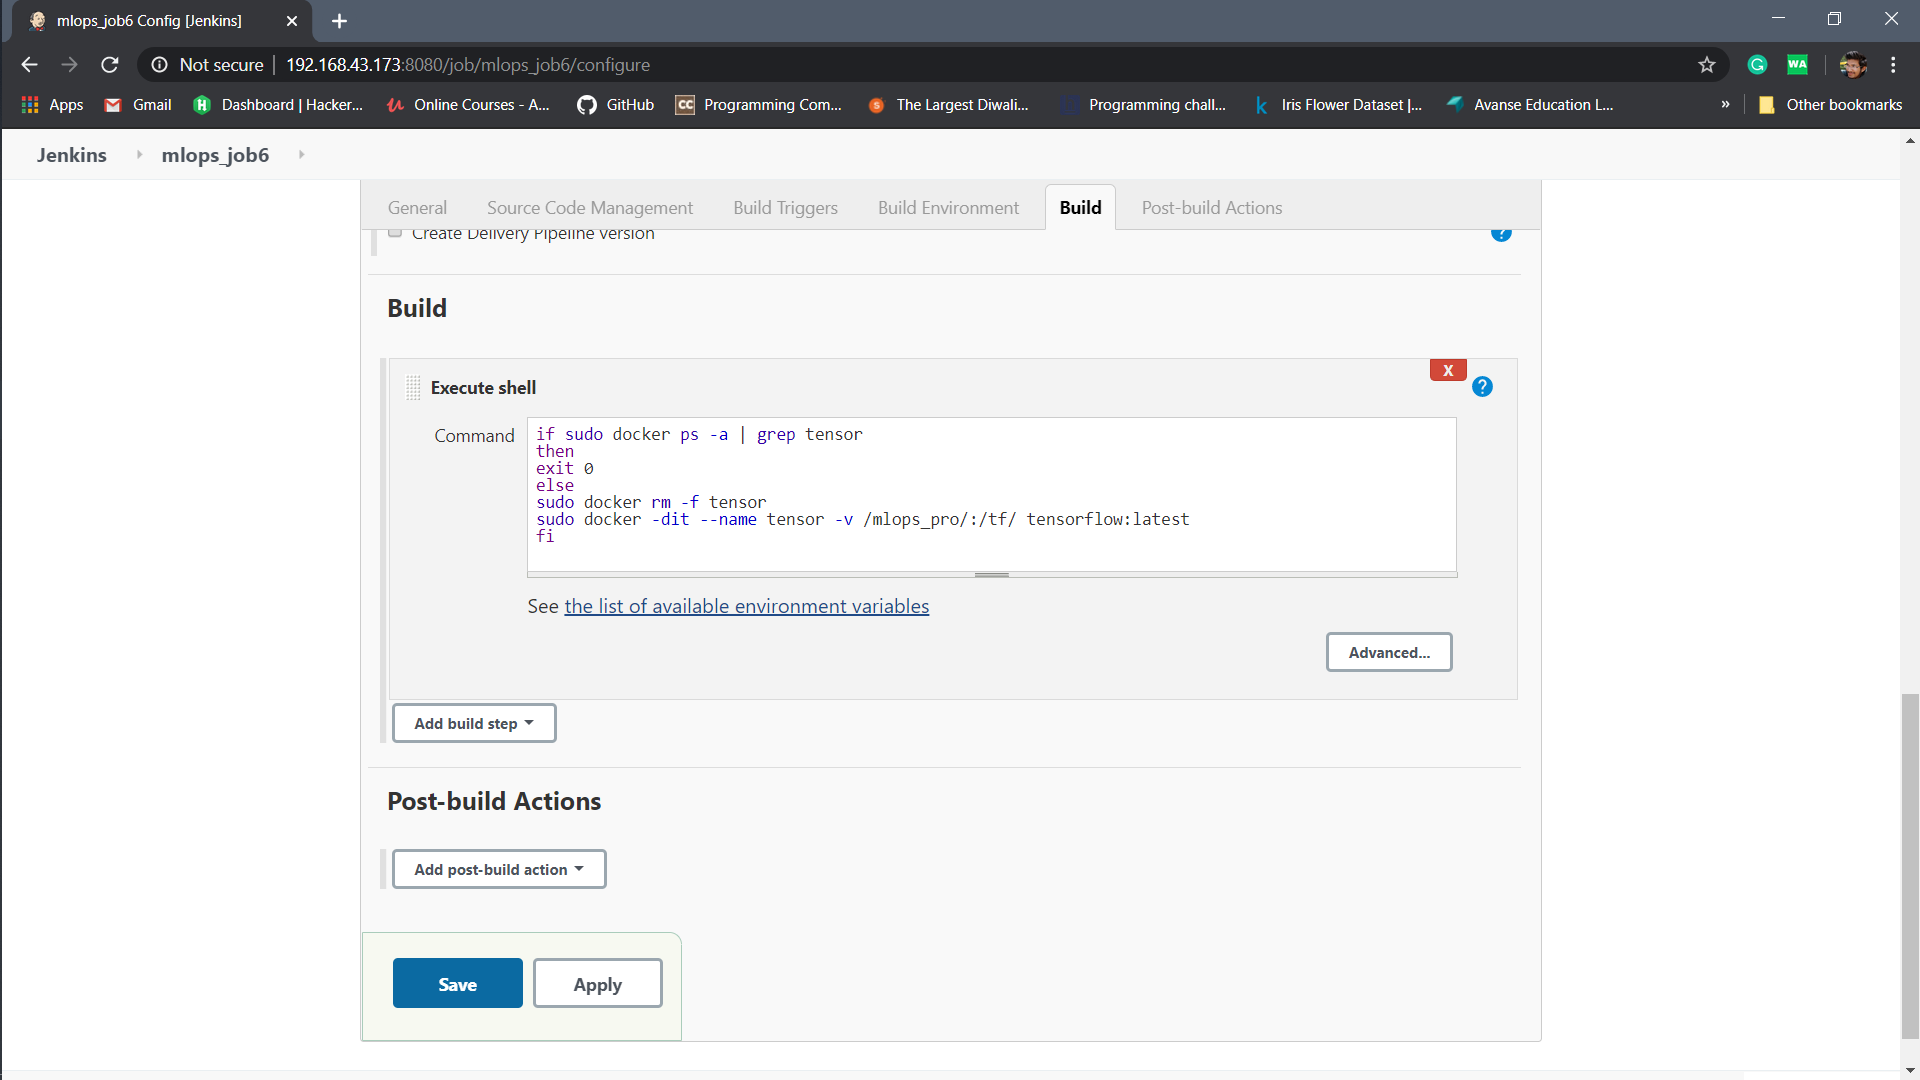 mlops_job6 Config [Jenkins]
Not secure | 192.168.43.173:8080/job/mlops_job6/configure
WA
Apps Gmail Dashboard | Hacker... Online Courses - A... GitHub Programming Com... The Largest Diwali... Programming chall... Iris Flower Dataset |... Avanse Education L... » Other bookmarks
Jenkins mlops_job6
General Source Code Management Build Triggers Build Environment Build Post-build Actions
Create Delivery Pipeline version
Build
X
Execute shell
Command
if sudo docker ps -a | grep tensor
then
exit 0
else
sudo docker rm -f tensor
sudo docker -dit --name tensor -v /mlops_pro/:/tf/ tensorflow:latest
fi
See the list of available environment variables
Advanced...
Add build step
Post-build Actions
Add post-build action
Save Apply